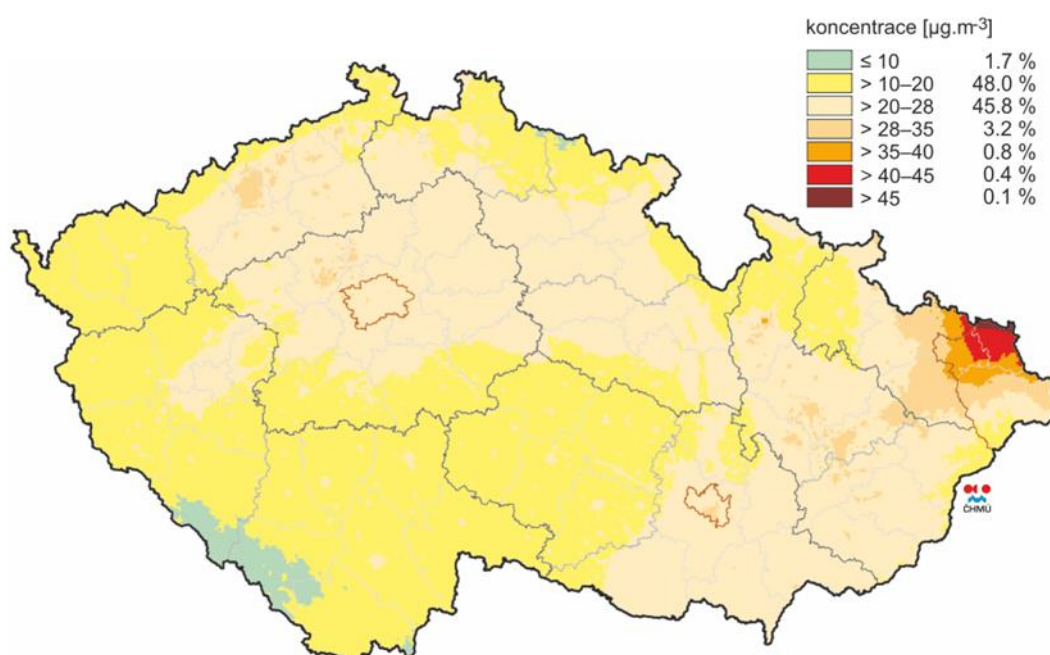 koncentrace [µg.m-3]
≤ 10 1.7 %
> 10–20 48.0 %
> 20–28 45.8 %
> 28–35 3.2 %
> 35–40 0.8 %
> 40–45 0.4 %
> 45 0.1 %
ČHMÚ